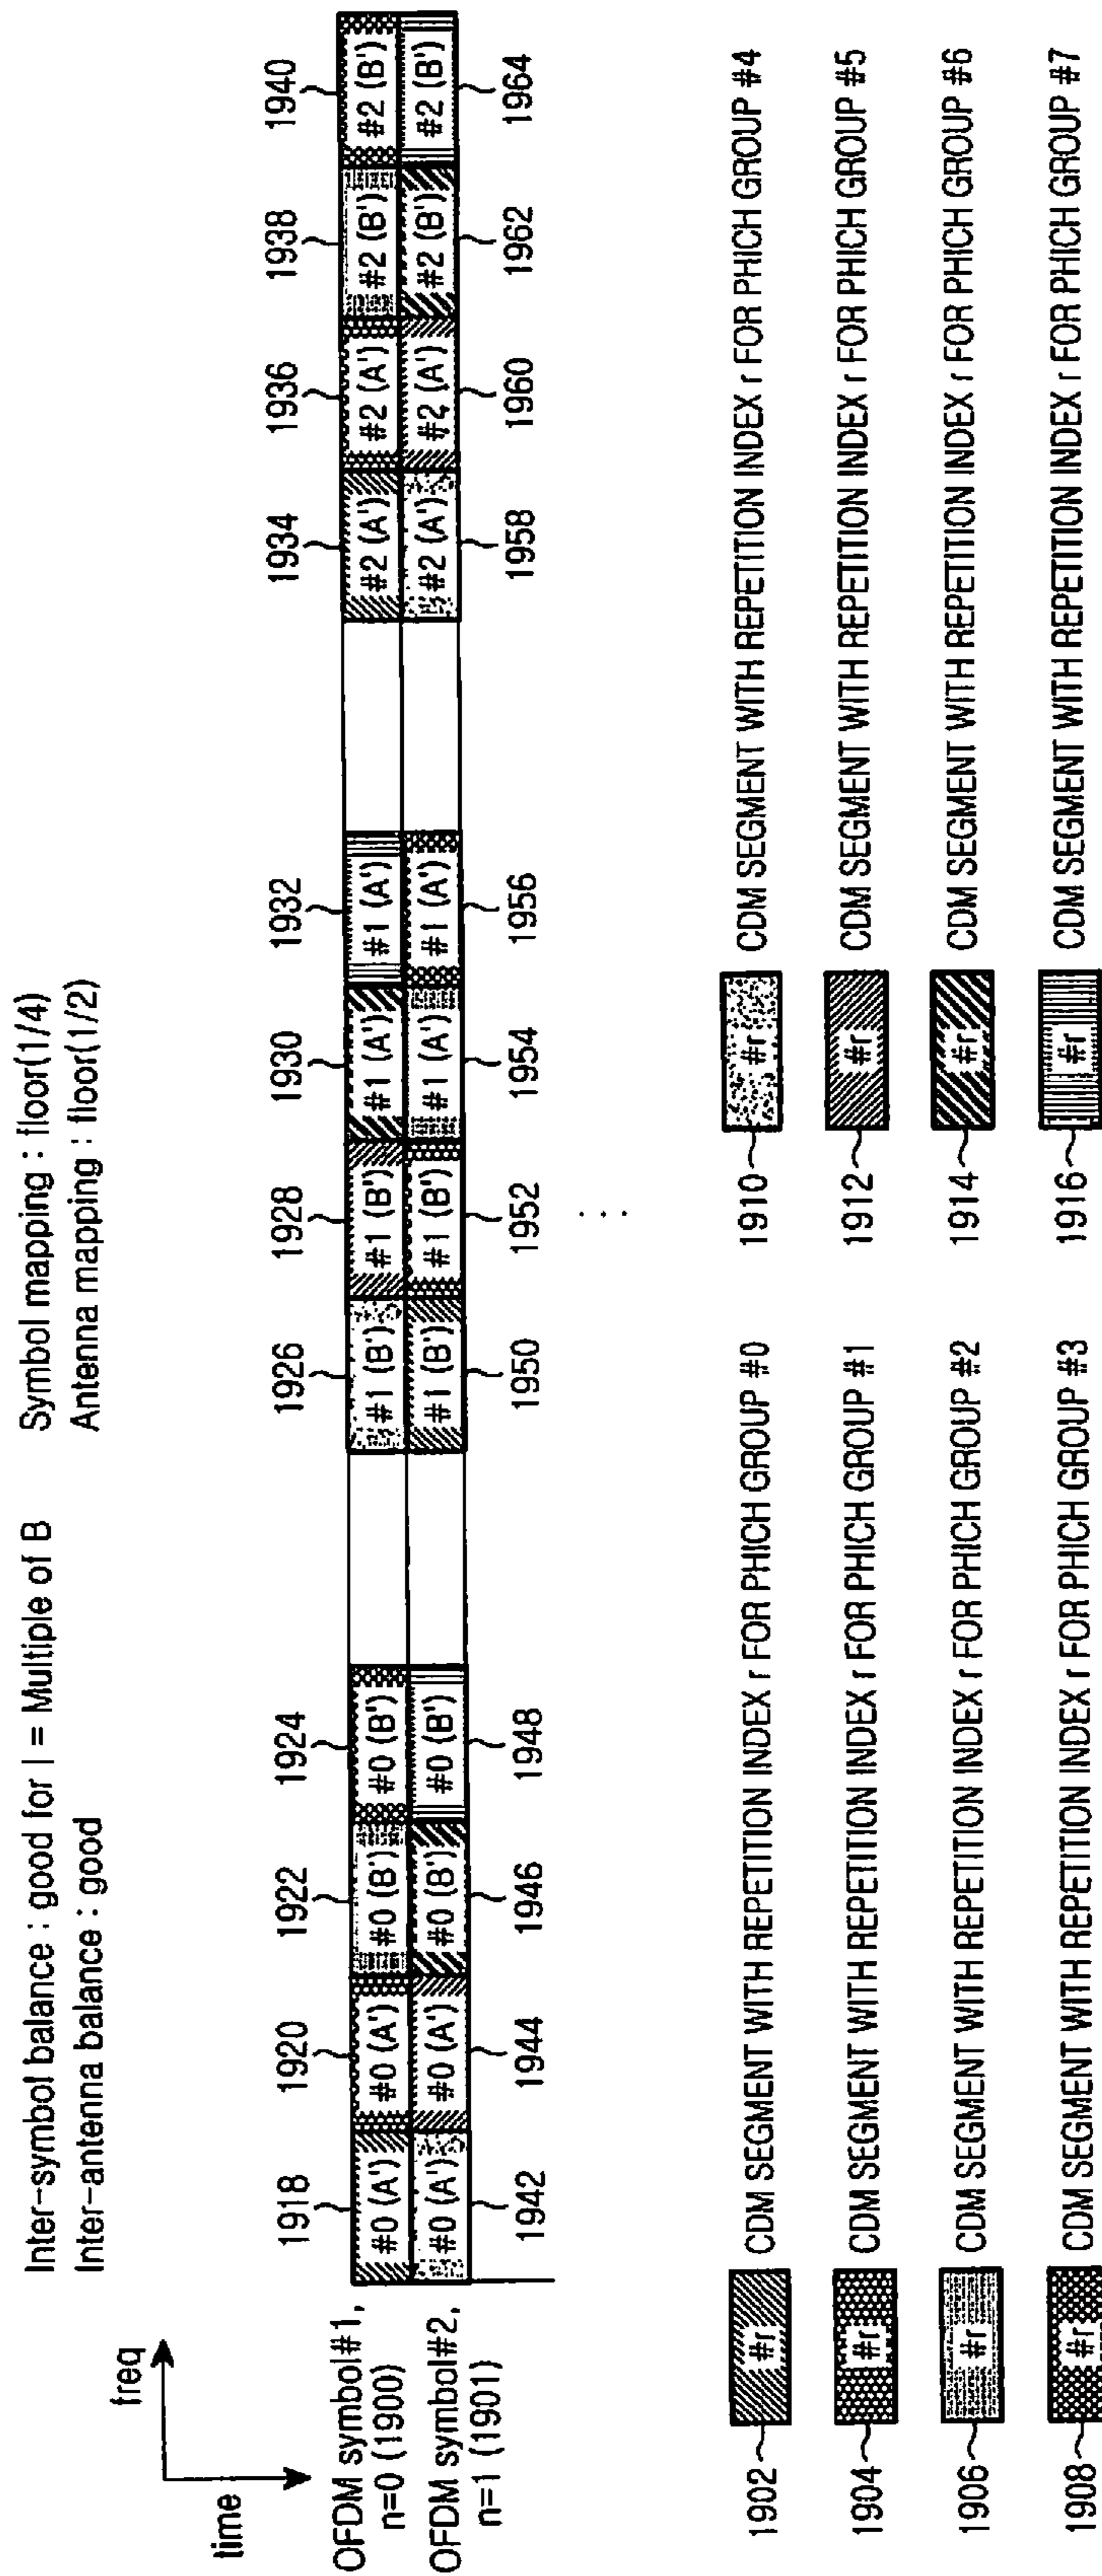 Inter-symbol balance : good for l = Multiple of B
Inter-antenna balance : good
Symbol mapping : floor(1/4)
Antenna mapping : floor(1/2)
freq
time
OFDM symbol#1,
n=0 (1900)
OFDM symbol#2,
n=1 (1901)
1918 1920 1922 1924 1926 1928 1930 1932 1934 1936 1938 1940
#0 (A') #0 (A') #0 (B') #0 (B') #1 (B') #1 (B') #1 (A') #1 (A') #2 (A') #2 (A') #2 (B') #2 (B')
#0 (A') #0 (A') #0 (B') #0 (B') #1 (B') #1 (B') #1 (A') #1 (A') #2 (A') #2 (A') #2 (B') #2 (B')
1942 1944 1946 1948 1950 1952 1954 1956 1958 1960 1962 1964
. . .
1902 #r CDM SEGMENT WITH REPETITION INDEX r FOR PHICH GROUP #0
1904 #r CDM SEGMENT WITH REPETITION INDEX r FOR PHICH GROUP #1
1906 #r CDM SEGMENT WITH REPETITION INDEX r FOR PHICH GROUP #2
1908 #r CDM SEGMENT WITH REPETITION INDEX r FOR PHICH GROUP #3
1910 #r CDM SEGMENT WITH REPETITION INDEX r FOR PHICH GROUP #4
1912 #r CDM SEGMENT WITH REPETITION INDEX r FOR PHICH GROUP #5
1914 #r CDM SEGMENT WITH REPETITION INDEX r FOR PHICH GROUP #6
1916 #r CDM SEGMENT WITH REPETITION INDEX r FOR PHICH GROUP #7